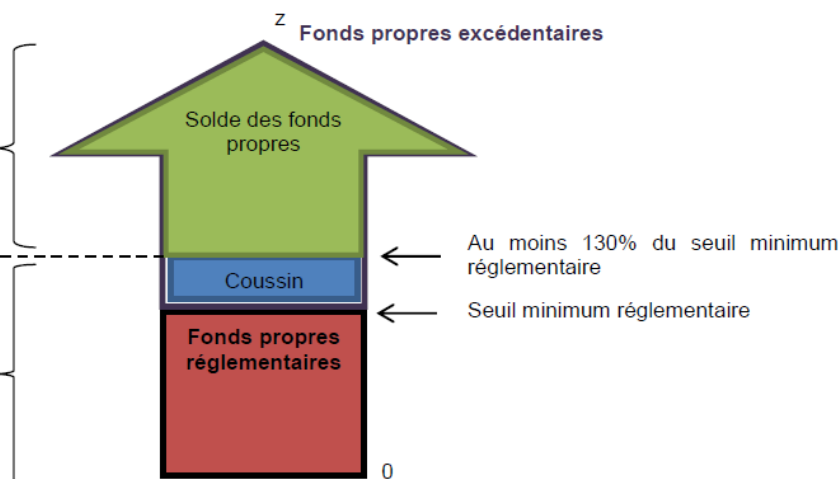 z
Fonds propres excédentaires
Solde des fonds
propres
Au moins 130% du seuil minimum
réglementaire
Coussin
Seuil minimum réglementaire
Fonds propres
réglementaires
0